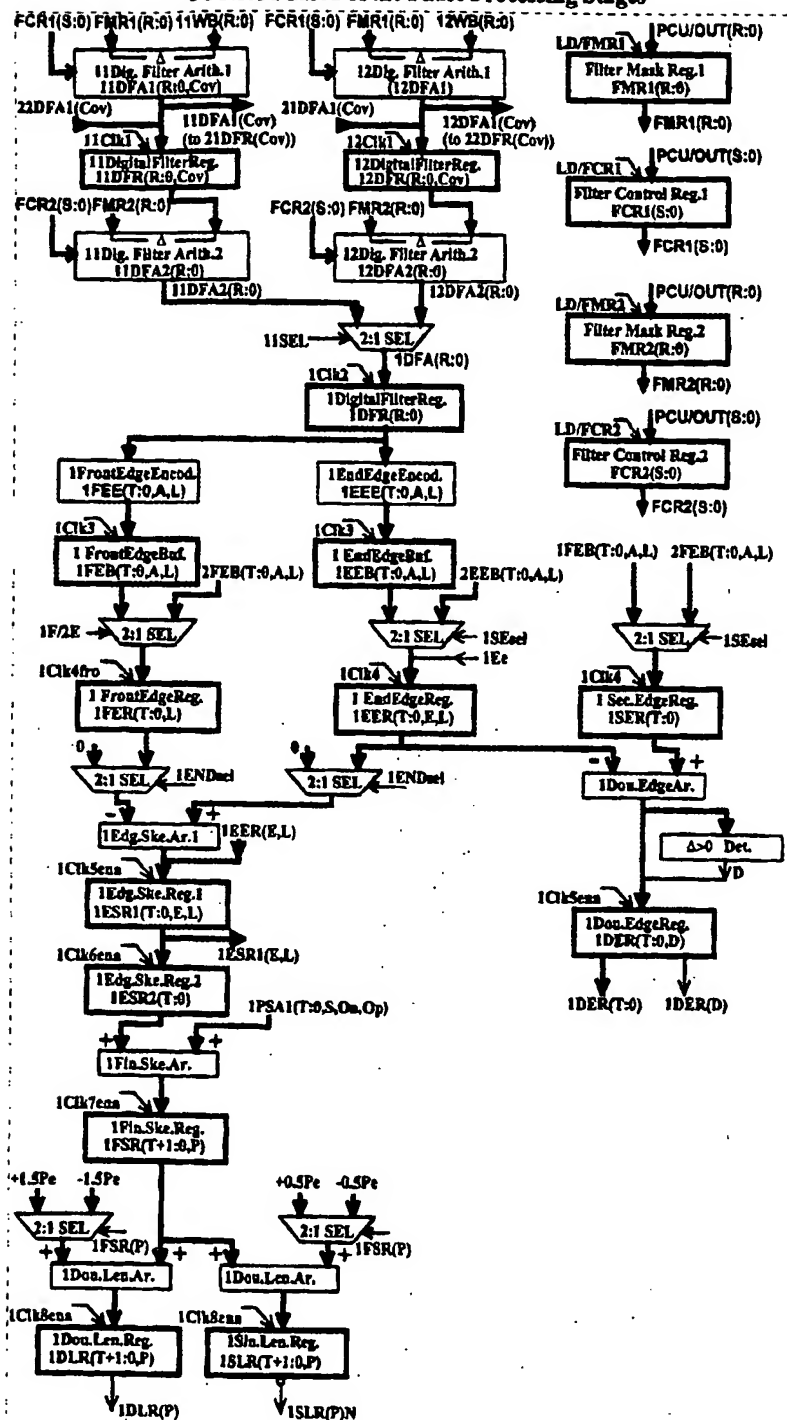 FCR1(S:0) FMR1(R:0) 11WB(R:0)
FCR1(S:0) FMR1(R:0) 12WB(R:0)
Δ
11Dig. Filter Arith.1
11DFA1(R:0,Cov)
22DFA1(Cov)
11DFA1(Cov)
(to 21DFR(Cov))
11Clk1
11DigitalFilterReg.
11DFR(R:0,Cov)
FCR2(S:0)FMR2(R:0)
Δ
11Dig. Filter Arith.2
11DFA2(R:0)
11DFA2(R:0)
Δ
12Dig. Filter Arith.1
(12DFA1)
21DFA1(Cov)
12DFA1(Cov)
(to 22DFR(Cov))
12Clk1
12DigitalFilterReg.
12DFR(R:0,Cov)
FCR2(S:0) FMR2(R:0)
Δ
12Dig. Filter Arith.2
12DFA2(R:0)
12DFA2(R:0)
PCU/OUT(R:0)
LD/FMR1
Filter Mask Reg.1
FMR1(R:0)
FMR1(R:0)
PCU/OUT(S:0)
LD/FCR1
Filter Control Reg.1
FCR1(S:0)
FCR1(S:0)
PCU/OUT(R:0)
LD/FMR2
Filter Mask Reg.2
FMR2(R:0)
FMR2(R:0)
PCU/OUT(S:0)
LD/FCR2
Filter Control Reg.2
FCR2(S:0)
FCR2(S:0)
11SEL
2:1 SEL
1DFA(R:0)
1Clk2
1DigitalFilterReg.
1DFR(R:0)
1FrontEdgeEncod.
1FEE(T:0,A,L)
1EndEdgeEncod.
1EEE(T:0,A,L)
1Clk3
1 FrontEdgeBuf.
1FEB(T:0,A,L)
2FEB(T:0,A,L)
1Clk3
1 EndEdgeBuf.
1EEB(T:0,A,L)
2EEB(T:0,A,L)
1FEB(T:0,A,L) 2FEB(T:0,A,L)
1F/2E
2:1 SEL
2:1 SEL
1SEsel
1Ee
2:1 SEL
1SEsel
1Clk4fro
1 FrontEdgeReg.
1FER(T:0,L)
1Clk4
1 EndEdgeReg.
1EER(T:0,E,L)
1Clk4
1 Sec.EdgeReg.
1SER(T:0)
0
2:1 SEL
1ENDsel
0
2:1 SEL
1ENDsel
- +
1Dou.EdgeAr.
- +
1Edg.Ske.Ar.1
1EER(E,L)
Δ>0 Det.
D
1Clk5ena
1Edg.Ske.Reg.1
1ESR1(T:0,E,L)
1ESR1(E,L)
1Clk5ena
1Dou.EdgeReg.
1DER(T:0,D)
1DER(T:0)
1DER(D)
1Clk6ena
1Edg.Ske.Reg.2
1ESR2(T:0)
1PSA1(T:0,S,On,Op)
+ +
1Fin.Ske.Ar.
1Clk7ena
1Fin.Ske.Reg.
1FSR(T+1:0,P)
+1.5Pe -1.5Pe
2:1 SEL
1FSR(P)
+0.5Pe -0.5Pe
2:1 SEL
1FSR(P)
+ +
1Dou.Len.Ar.
+ +
1Dou.Len.Ar.
1Clk8ena
1Dou.Len.Reg.
1DLR(T+1:0,P)
1DLR(P)
1Clk8ena
1Sin.Len.Reg.
1SLR(T+1:0,P)
1SLR(P)N